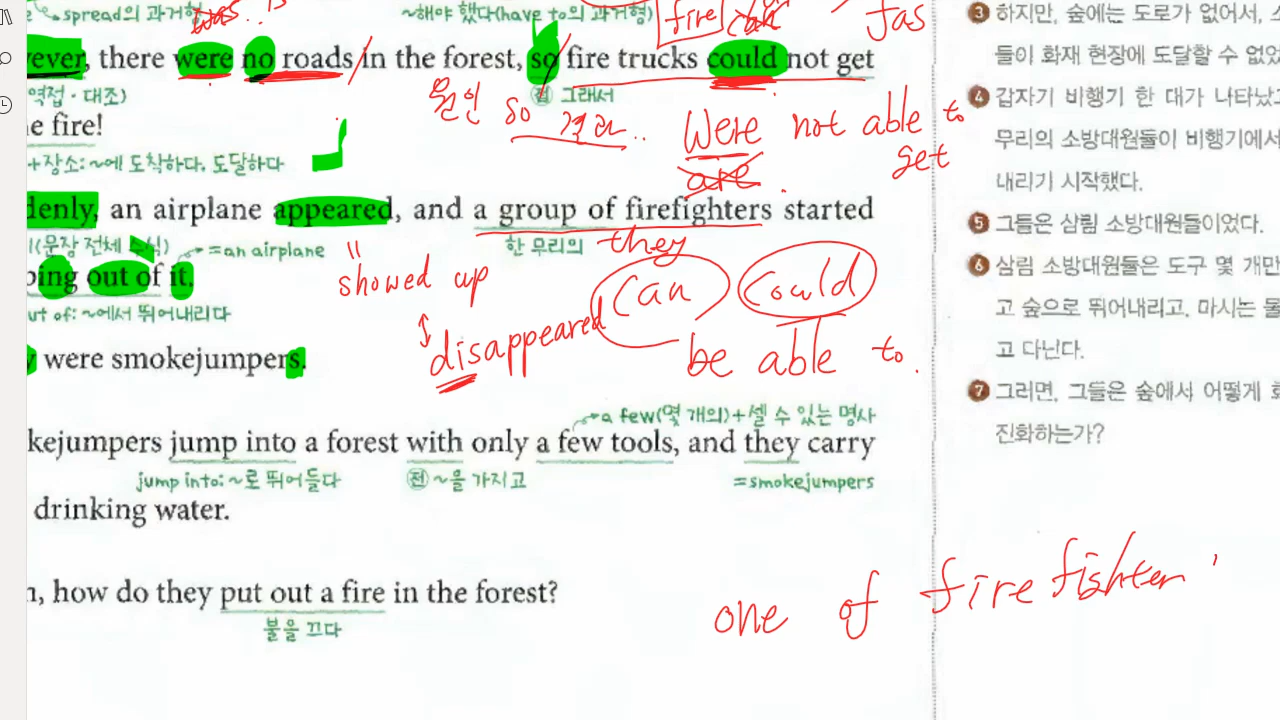 spread의 과거형 was.. is ~해야 했다(have to의 과거형) fire fas
❸ 하지만, 숲에는 도로가 없어서,
ever, there were no roads / in the forest, so / fire trucks could not get
들이 화재 현장에 도달할 수 없었
역접·대조) 원인 so 결과.. 접 그래서
❹ 갑자기 비행기 한 대가 나타났고
e fire! were not able to get
무리의 소방대원들이 비행기에서
+장소: ~에 도착하다, 도달하다 are
내리기 시작했다.
denly, an airplane appeared, and a group of firefighters started
❺ 그들은 삼림 소방대원들이었다.
(문장 전체 수식) =an airplane 한 무리의 they
ping out of it. showed up can could
❻ 삼림 소방대원들은 도구 몇 개만
ut of: ~에서 뛰어내리다
고 숲으로 뛰어내리고, 마시는 물
disappeared be able to.
고 다닌다.
were smokejumpers.
❼ 그러면, 그들은 숲에서 어떻게
a few(몇 개의)+셀 수 있는 명사
진화하는가?
kejumpers jump into a forest with only a few tools, and they carry
jump into: ~로 뛰어들다 전 ~을 가지고 =smokejumpers
drinking water.
n, how do they put out a fire in the forest?
불을 끄다
one of firefighters